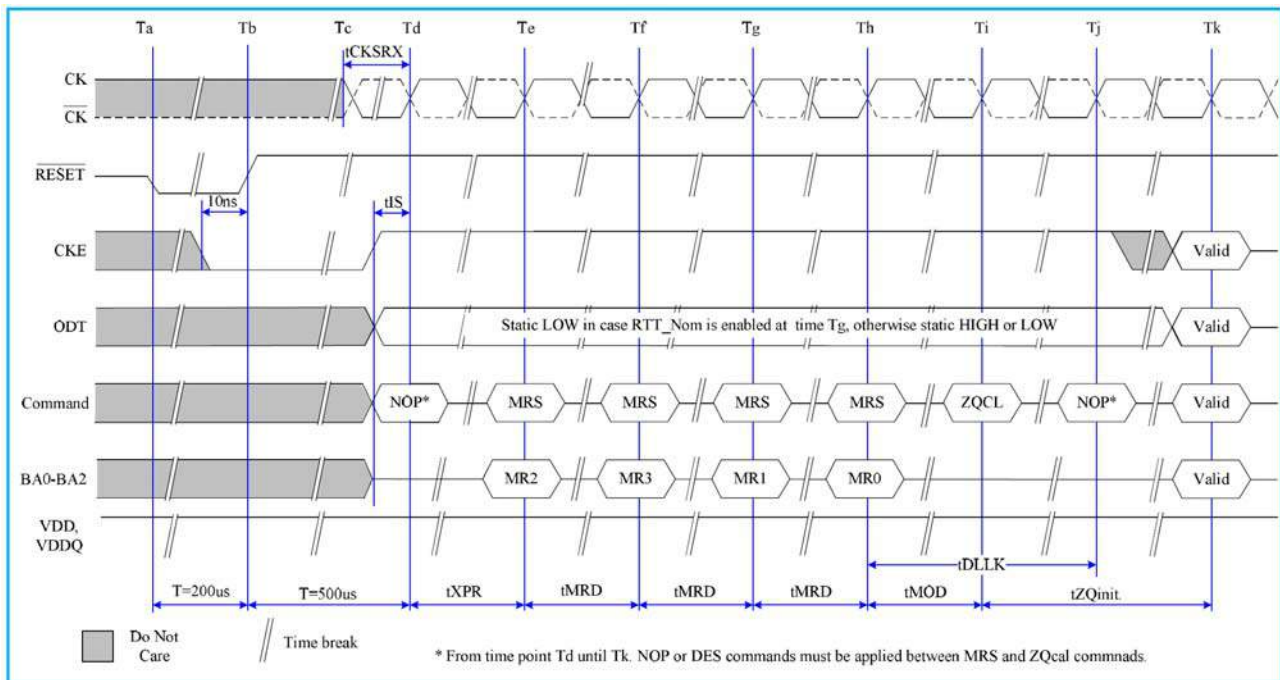 Ta Tb Tc Td Te Tf Tg Th Ti Tj Tk
tCKSRX
CK
CK
RESET
10ns
tIS
CKE
Valid
ODT
Static LOW in case RTT_Nom is enabled at time Tg, otherwise static HIGH or LOW
Valid
Command
NOP* MRS MRS MRS MRS ZQCL NOP* Valid
BA0-BA2
MR2 MR3 MR1 MR0 Valid
VDD,
VDDQ
tDLLK
T=200us T=500us tXPR tMRD tMRD tMRD tMOD tZQinit.
Do Not
Care
Time break
* From time point Td until Tk. NOP or DES commands must be applied between MRS and ZQcal commnads.